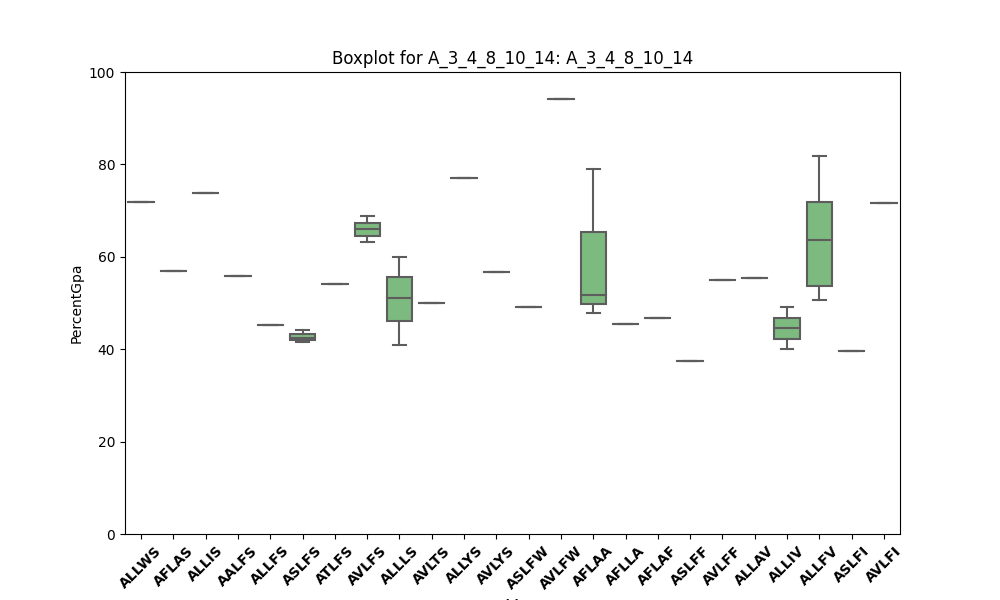 Boxplot for A_3_4_8_10_14: A_3_4_8_10_14
100
80
60
40
20
0
PercentGpa
ALLWS
AFLAS
ALLIS
AALFS
ALLFS
ASLFS
ATLFS
AVLFS
ALLLS
AVLTS
ALLYS
AVLYS
ASLFW
AVLFW
AFLAA
AFLLA
AFLAF
ASLFF
AVLFF
ALLAV
ALLIV
ALLFV
ASLFI
AVLFI